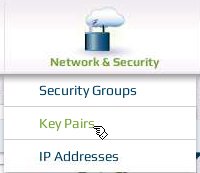 Network & Security
Security Groups
Key Pairs
IP Addresses